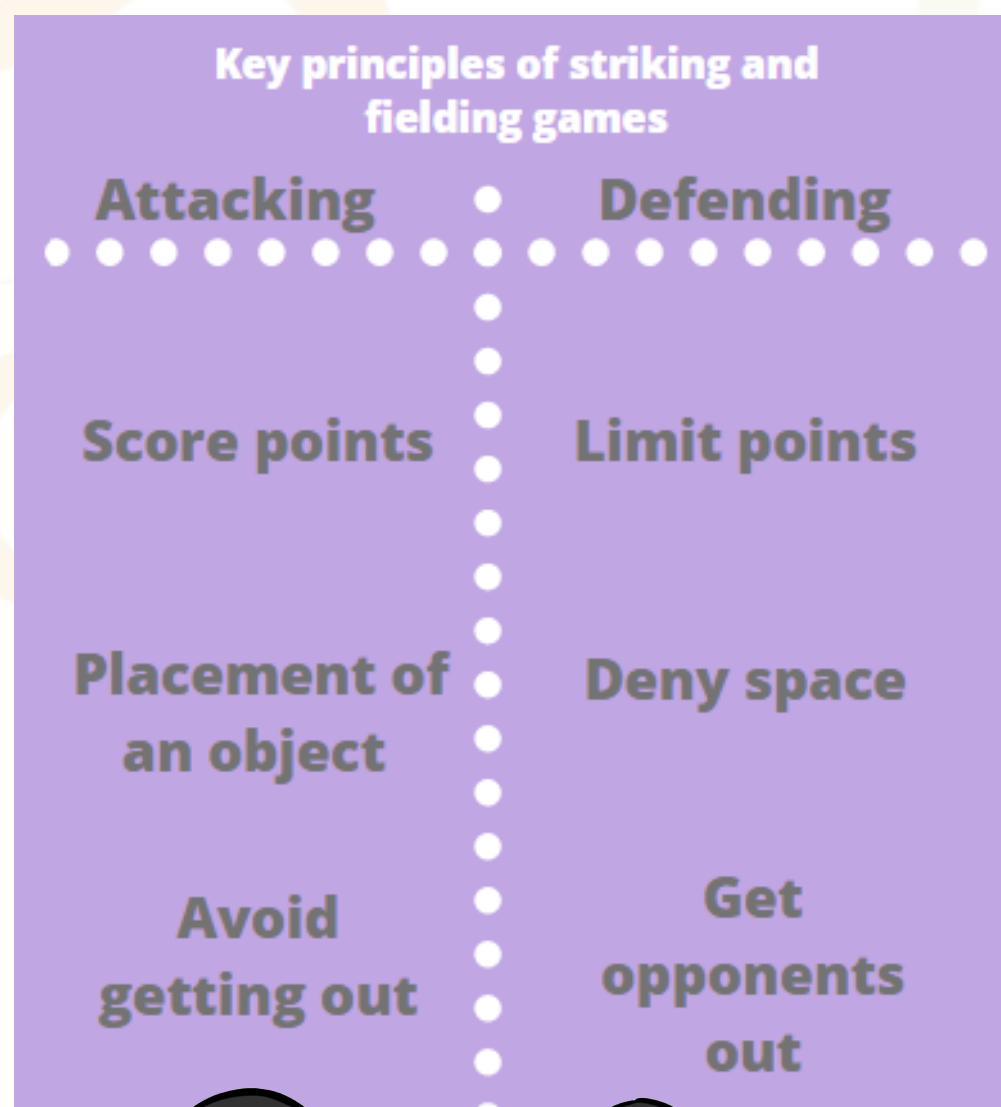 Key principles of striking and
fielding games
Attacking
Defending
Score points
Limit points
Placement of
an object
Deny space
Avoid
getting out
Get
opponents
out